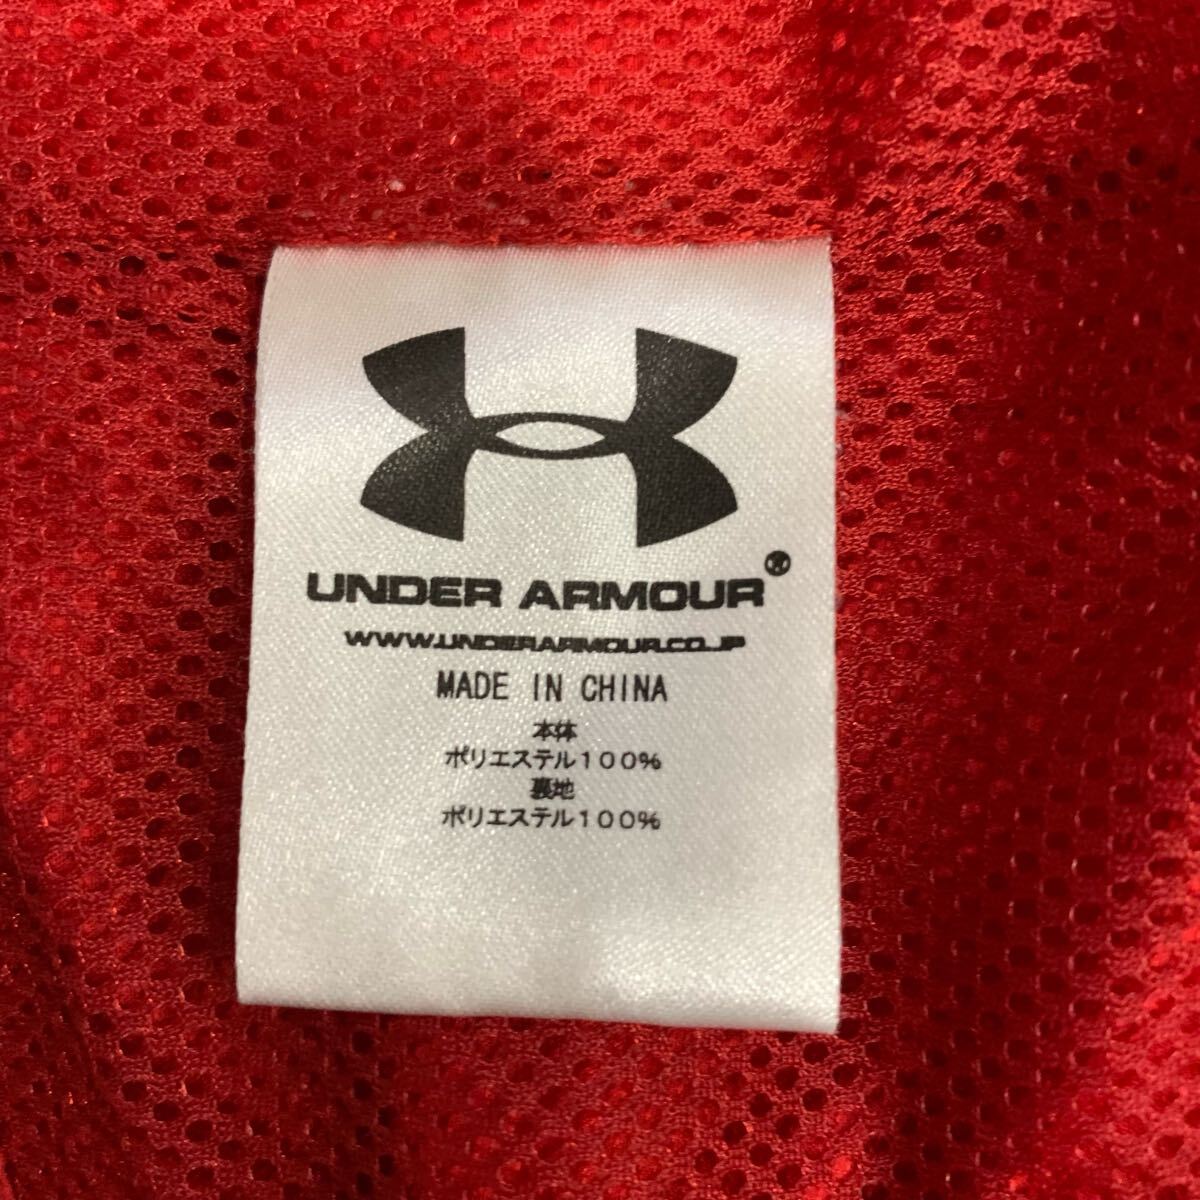 UNDER ARMOUR®
WWW.UNDERARMOUR.CO.JP
MADE IN CHINA
本体
ポリエステル100%
裏地
ポリエステル100%